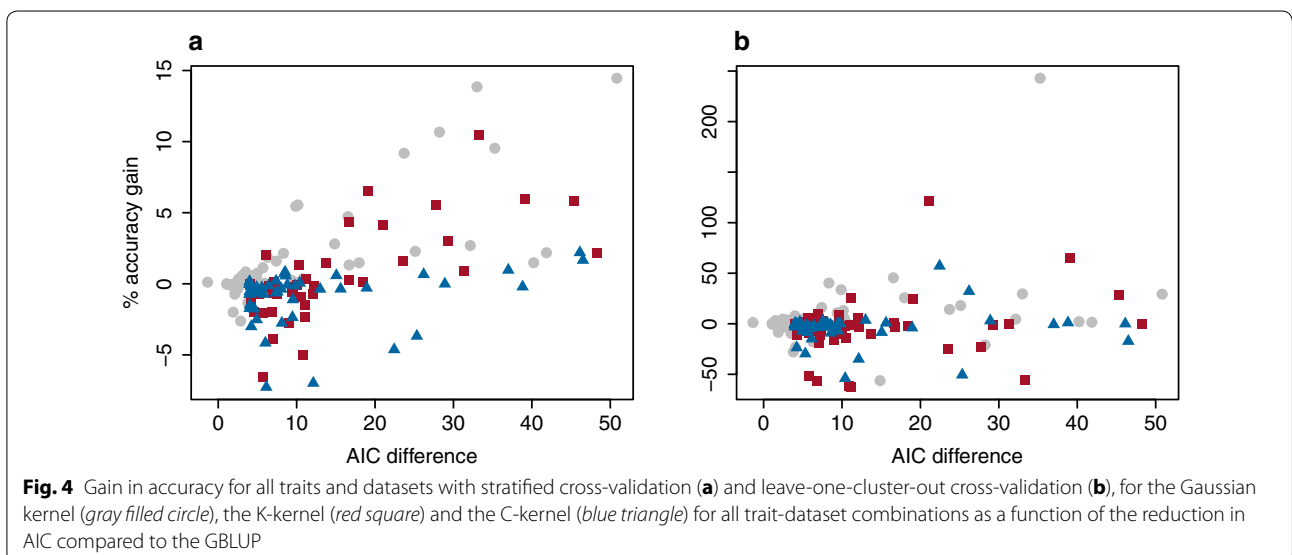 a
b
15
10
5
0
−5
% accuracy gain
0 10 20 30 40 50
AIC difference
200
100
50
0
−50
0 10 20 30 40 50
AIC difference
Fig. 4 Gain in accuracy for all traits and datasets with stratified cross-validation (a) and leave-one-cluster-out cross-validation (b), for the Gaussian
kernel (gray filled circle), the K-kernel (red square) and the C-kernel (blue triangle) for all trait-dataset combinations as a function of the reduction in
AIC compared to the GBLUP